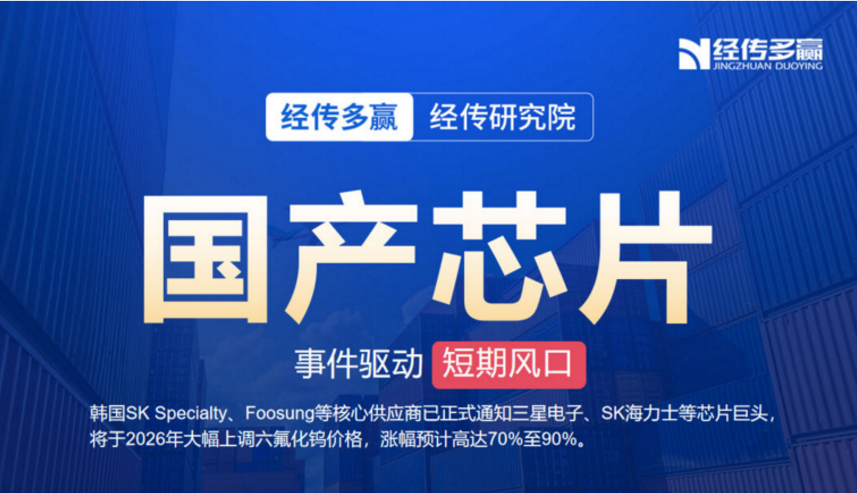 经传多赢
JINGZHUAN DUOYING
经传多赢 经传研究院
国产芯片
事件驱动 短期风口
韩国SK Specialty、Foosung等核心供应商已正式通知三星电子、SK海力士等芯片巨头，
将于2026年大幅上调六氟化钨价格，涨幅预计高达70%至90%。